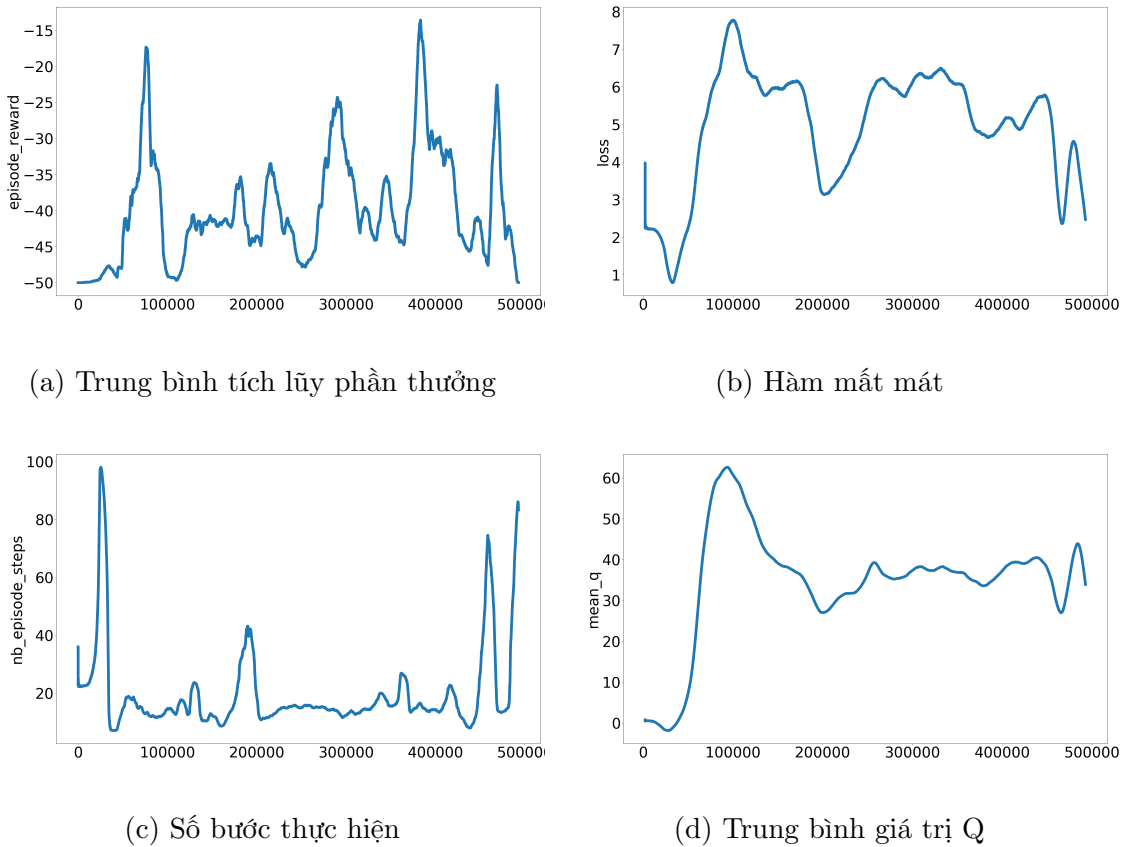 episode_reward
−15
−20
−25
−30
−35
−40
−45
−50
0 100000 200000 300000 400000 50000
(a) Trung bình tích lũy phần thưởng
loss
8
7
6
5
4
3
2
1
0 100000 200000 300000 400000 500000
(b) Hàm mất mát
nb_episode_steps
100
80
60
40
20
0 100000 200000 300000 400000 50000
(c) Số bước thực hiện
mean_q
60
50
40
30
20
10
0
0 100000 200000 300000 400000 500000
(d) Trung bình giá trị Q